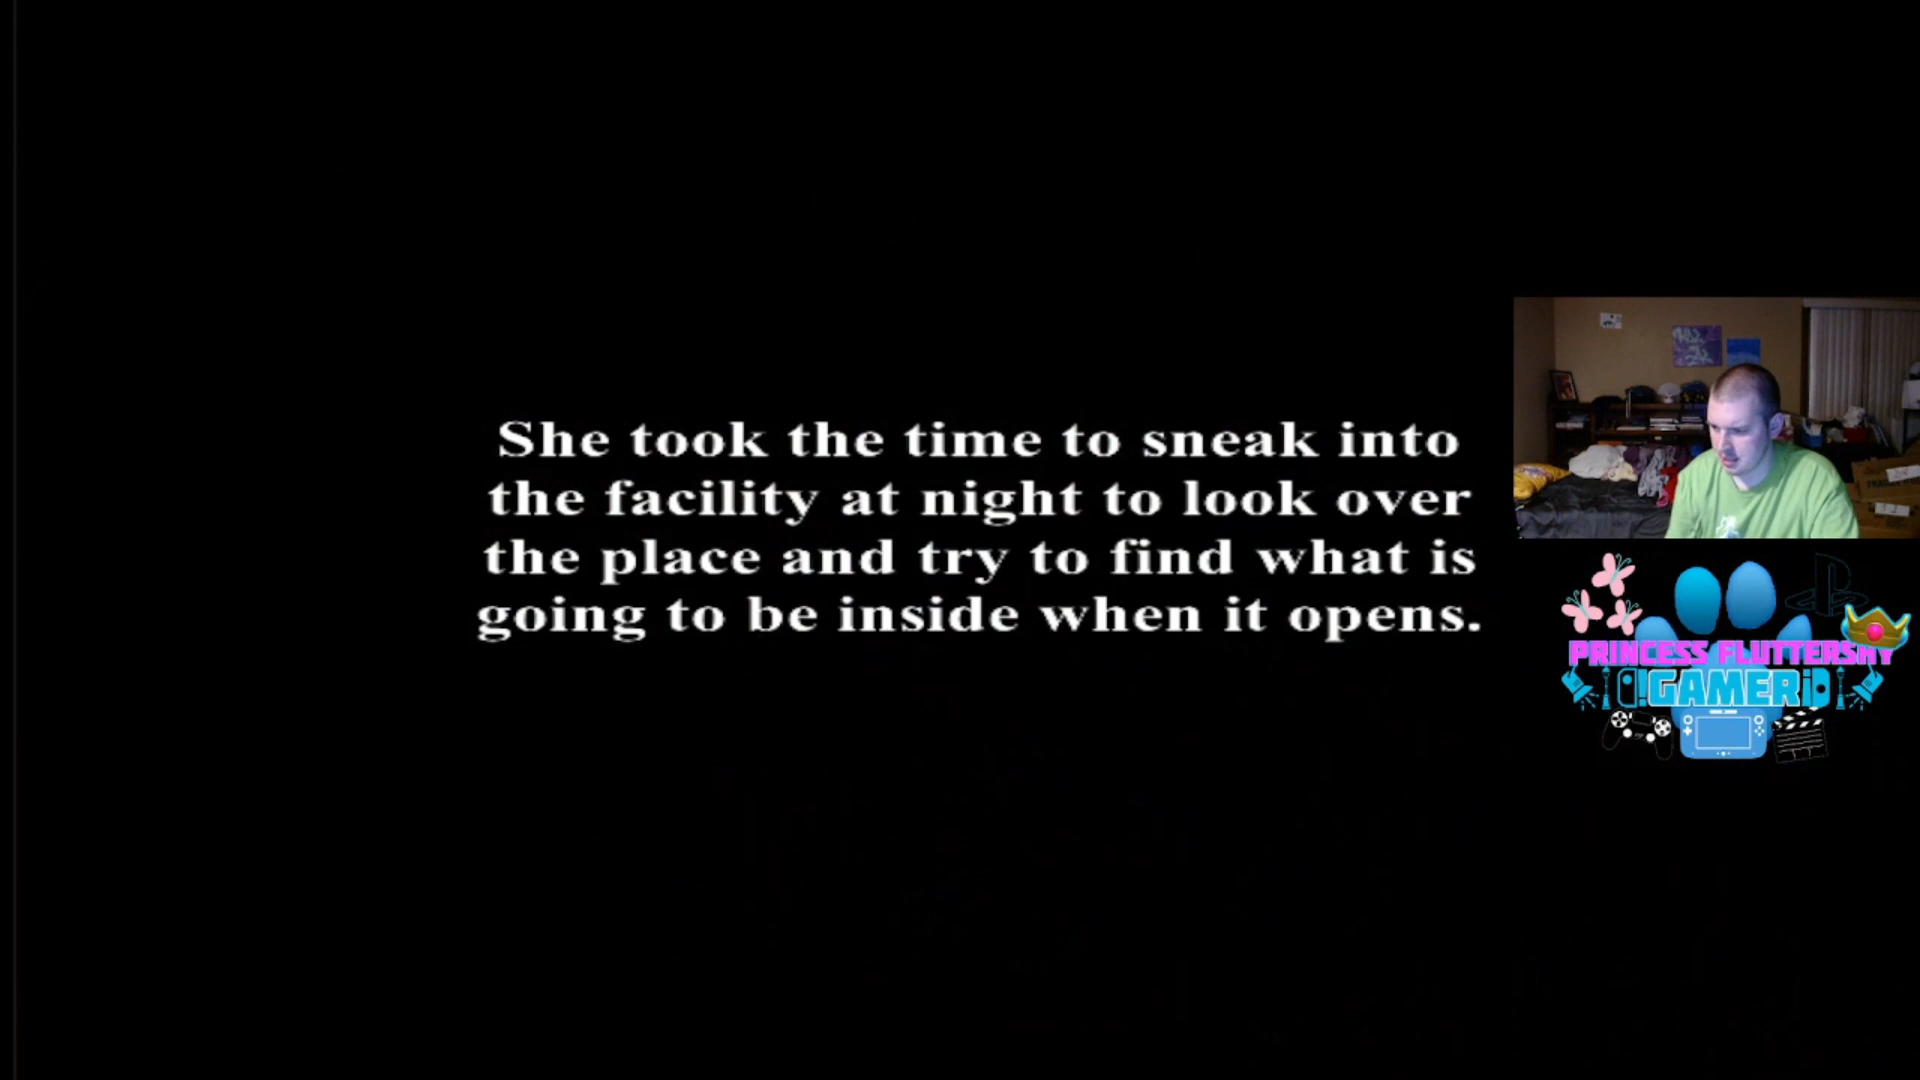 She took the time to sneak into
the facility at night to look over
the place and try to find what is
going to be inside when it opens.
PRINCESS FLUTTERSHY
GAMER